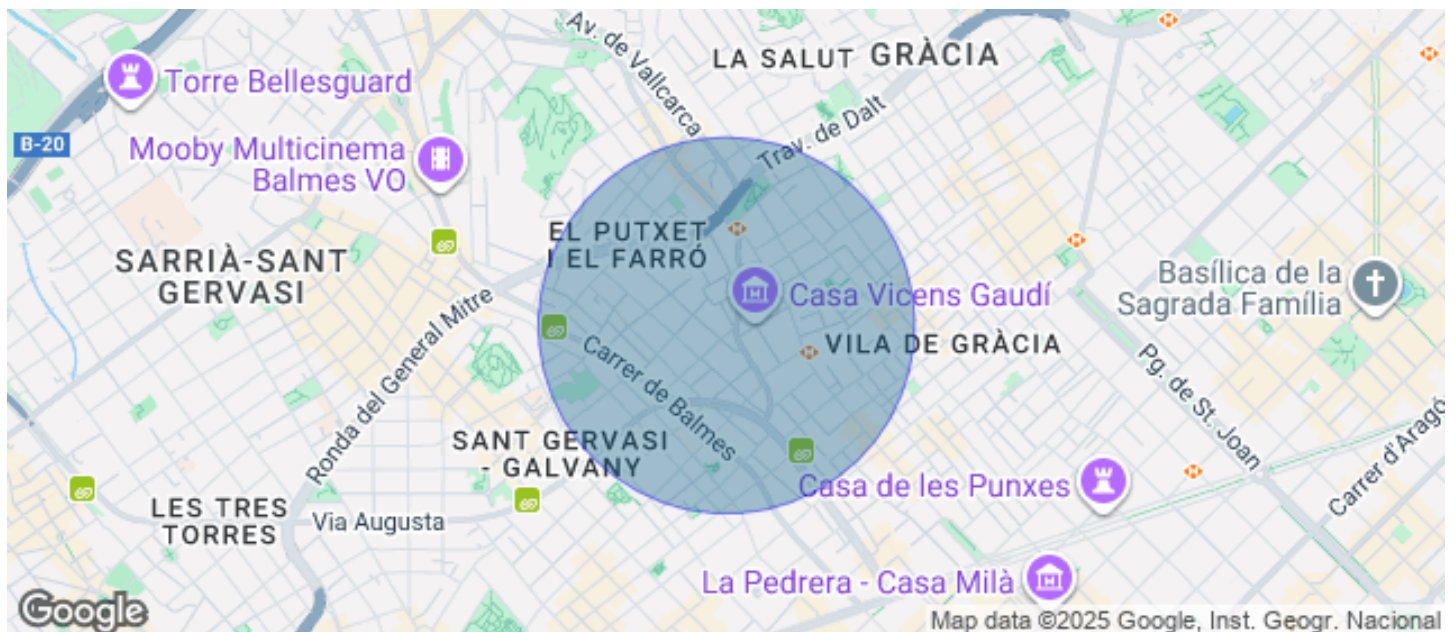 Av. de Vallcarca
LA SALUT
GRÀCIA
Torre Bellesguard
B-20
Mooby Multicinema
Balmes VO
Trav. de Dalt
EL PUTXET
I EL FARRÓ
SARRIÀ-SANT
GERVASI
Casa Vicens Gaudí
Basílica de la
Sagrada Família
Ronda del General Mitre
Carrer de Balmes
VILA DE GRÀCIA
Pg. de St. Joan
Carrer d'Aragó
SANT GERVASI
- GALVANY
Casa de les Punxes
LES TRES
TORRES
Via Augusta
La Pedrera - Casa Milà
Google
Map data ©2025 Google, Inst. Geogr. Nacional